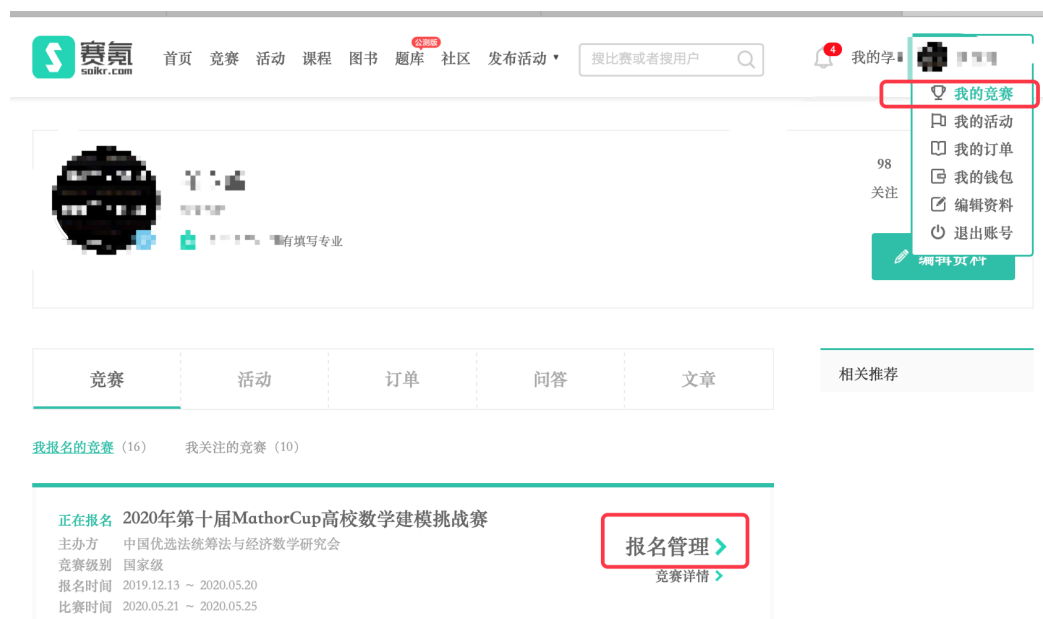 赛氪
saikr.com
首页 竞赛 活动 课程 图书 题库 公测版 社区 发布活动
搜比赛或者搜用户
4
我的学
我的竞赛
我的活动
我的订单
我的钱包
编辑资料
退出账号
98
关注
有填写专业
编辑资料
竞赛 活动 订单 问答 文章
相关推荐
我报名的竞赛（16） 我关注的竞赛（10）
正在报名 2020年第十届MathorCup高校数学建模挑战赛
主办方 中国优选法统筹法与经济数学研究会
竞赛级别 国家级
报名时间 2019.12.13 ~ 2020.05.20
比赛时间 2020.05.21 ~ 2020.05.25
报名管理
竞赛详情